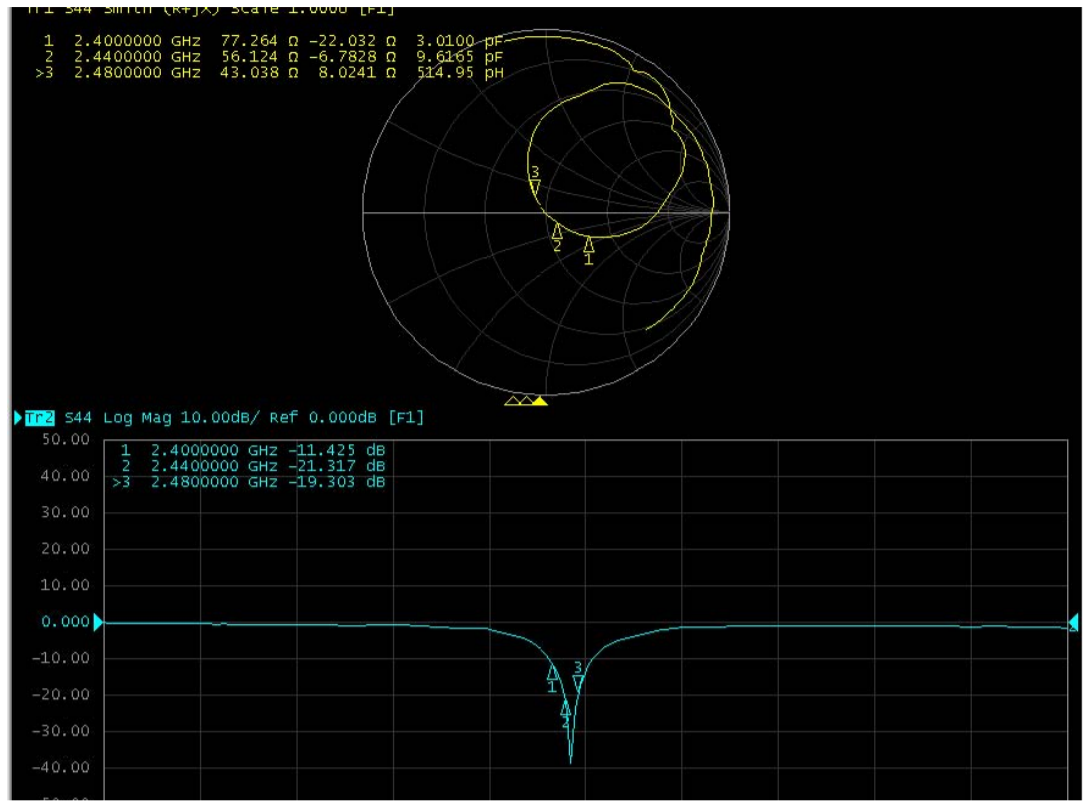 Tr1 S44 Smith (R+jX) Scale 1.0000 [F1]
1 2.4000000 GHz 77.264 Ω -22.032 Ω 3.0100 pF
2 2.4400000 GHz 56.124 Ω -6.7828 Ω 9.6165 pF
>3 2.4800000 GHz 43.038 Ω 8.0241 Ω 514.95 pH
3
2
1
Tr2 S44 Log Mag 10.00dB/ Ref 0.000dB [F1]
50.00
1 2.4000000 GHz -11.425 dB
2 2.4400000 GHz -21.317 dB
>3 2.4800000 GHz -19.303 dB
40.00
30.00
20.00
10.00
0.000
-10.00
3
1
-20.00
2
-30.00
-40.00